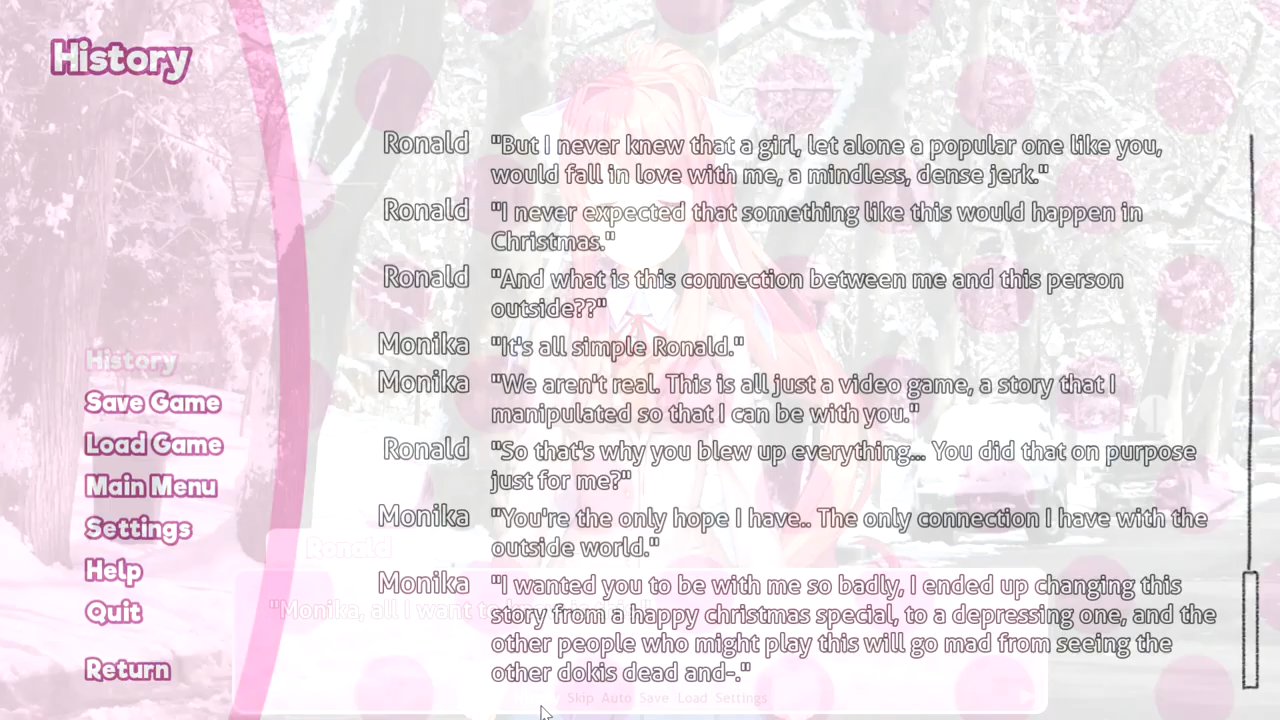 History
Ronald
"But I never knew that a girl, let alone a popular one like you,
would fall in love with me, a mindless, dense jerk."
Ronald
"I never expected that something like this would happen in
Christmas."
Ronald
"And what is this connection between me and this person
outside??"
Monika
"It's all simple Ronald."
Monika
"We aren't real. This is all just a video game, a story that I
manipulated so that I can be with you."
Ronald
"So that's why you blew up everything... You did that on purpose
just for me?"
Monika
"You're the only hope I have.. The only connection I have with the
outside world."
Monika
"I wanted you to be with me so badly, I ended up changing this
story from a happy christmas special, to a depressing one, and the
other people who might play this will go mad from seeing the
other dokis dead and-."
History
Save Game
Load Game
Main Menu
Settings
Help
Quit
Return
Ronald
"Monika, all I want to
Skip Auto Save Load Settings